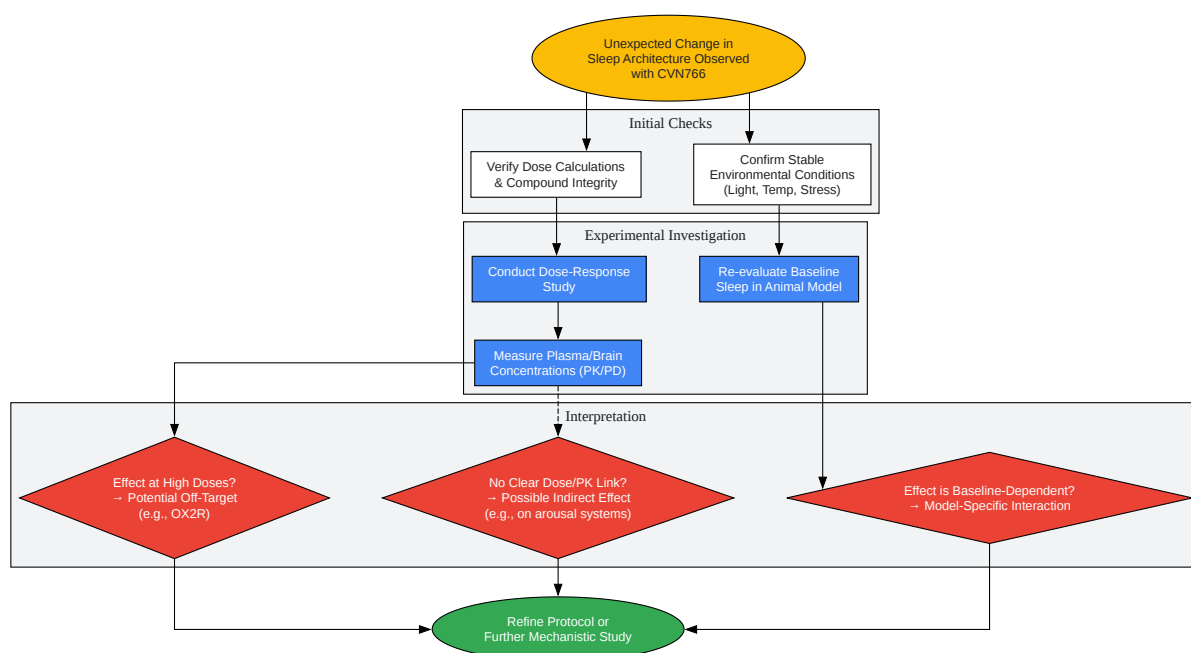 Unexpected Change in
Sleep Architecture Observed
with CVN766
Initial Checks
Verify Dose Calculations
& Compound Integrity
Confirm Stable
Environmental Conditions
(Light, Temp, Stress)
Experimental Investigation
Conduct Dose-Response
Study
Re-evaluate Baseline
Sleep in Animal Model
Measure Plasma/Brain
Concentrations (PK/PD)
Interpretation
Effect at High Doses?
→ Potential Off-Target
(e.g., OX2R)
No Clear Dose/PK Link?
→ Possible Indirect Effect
(e.g., on arousal systems)
Effect is Baseline-Dependent?
→ Model-Specific Interaction
Refine Protocol or
Further Mechanistic Study